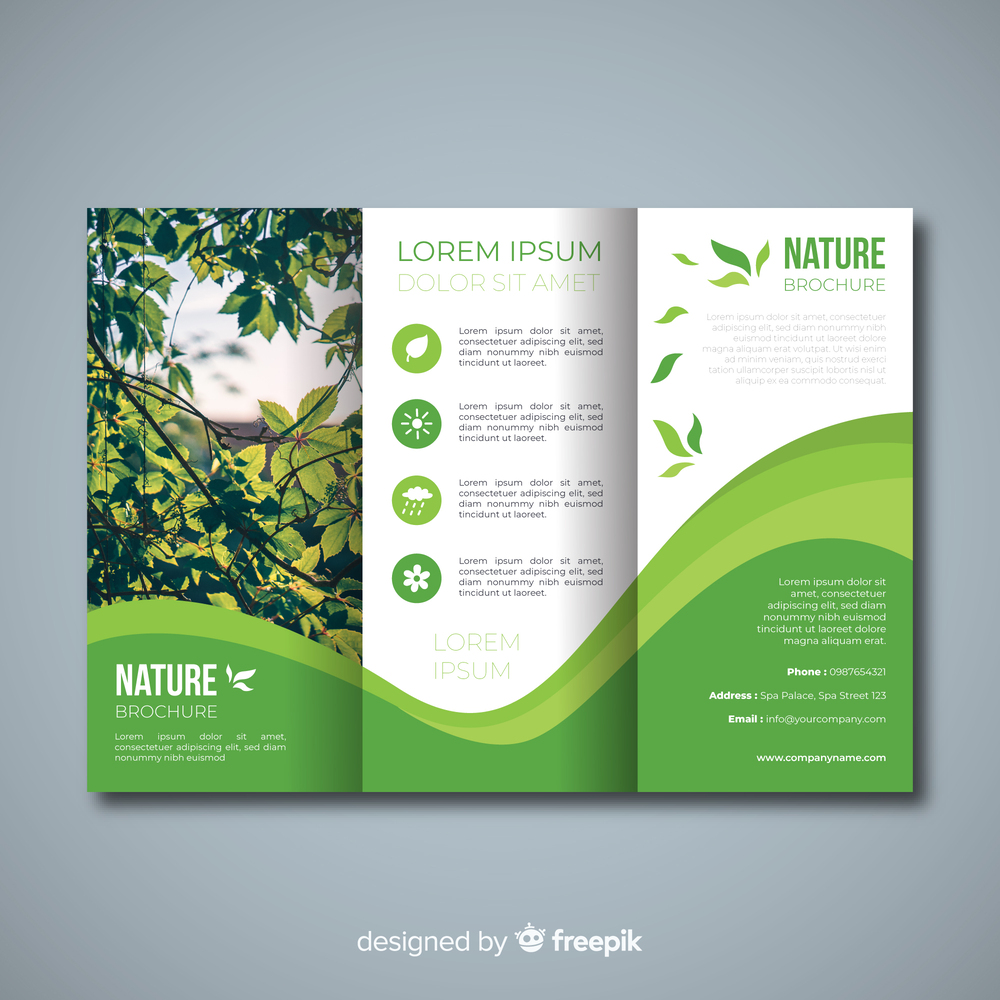 NATURE
BROCHURE
Lorem ipsum dolor sit amet,
consectetuer adipiscing elit, sed
diam nonummy nibh euismod
LOREM IPSUM
DOLOR SIT AMET
Lorem ipsum dolor sit amet,
consectetuer adipiscing elit, sed
diam nonummy nibh euismod
tincidunt ut laoreet.
Lorem ipsum dolor sit amet,
consectetuer adipiscing elit, sed
diam nonummy nibh euismod
tincidunt ut laoreet.
Lorem ipsum dolor sit amet,
consectetuer adipiscing elit, sed
diam nonummy nibh euismod
tincidunt ut laoreet.
Lorem ipsum dolor sit amet,
consectetuer adipiscing elit, sed
diam nonummy nibh euismod
tincidunt ut laoreet.
LOREM
IPSUM
NATURE
BROCHURE
Lorem ipsum dolor sit amet, consectetuer
adipiscing elit, sed diam nonummy nibh
euismod tincidunt ut laoreet dolore
magna aliquam erat volutpat. Ut wisi enim
ad minim veniam, quis nostrud exerci
tation ullamcorper suscipit lobortis nisl ut
aliquip ex ea commodo consequat.
Lorem ipsum dolor sit
amet, consectetuer
adipiscing elit, sed diam
nonummy nibh euismod
tincidunt ut laoreet dolore
magna aliquam erat.
Phone : 0987654321
Address : Spa Palace, Spa Street 123
Email : info@yourcompany.com
www.companyname.com
designed by freepik